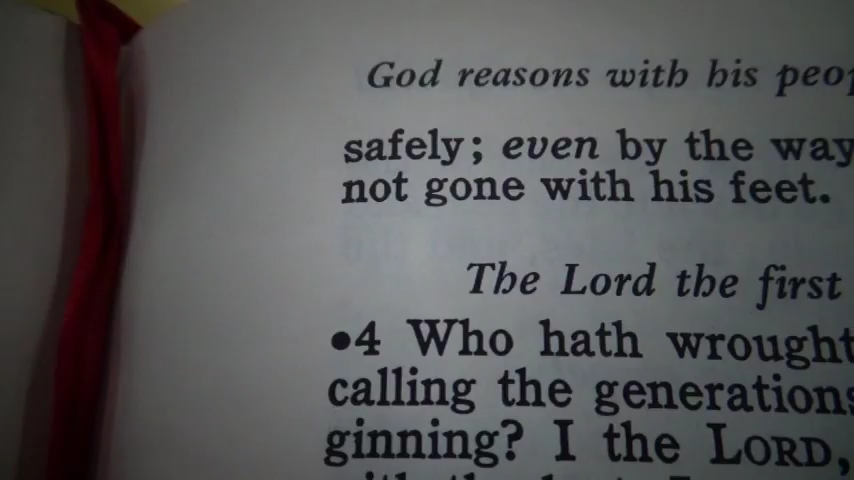 God reasons with his peop
safely; even by the way
not gone with his feet.
The Lord the first
•4 Who hath wrought
calling the generations
ginning? I the LORD,